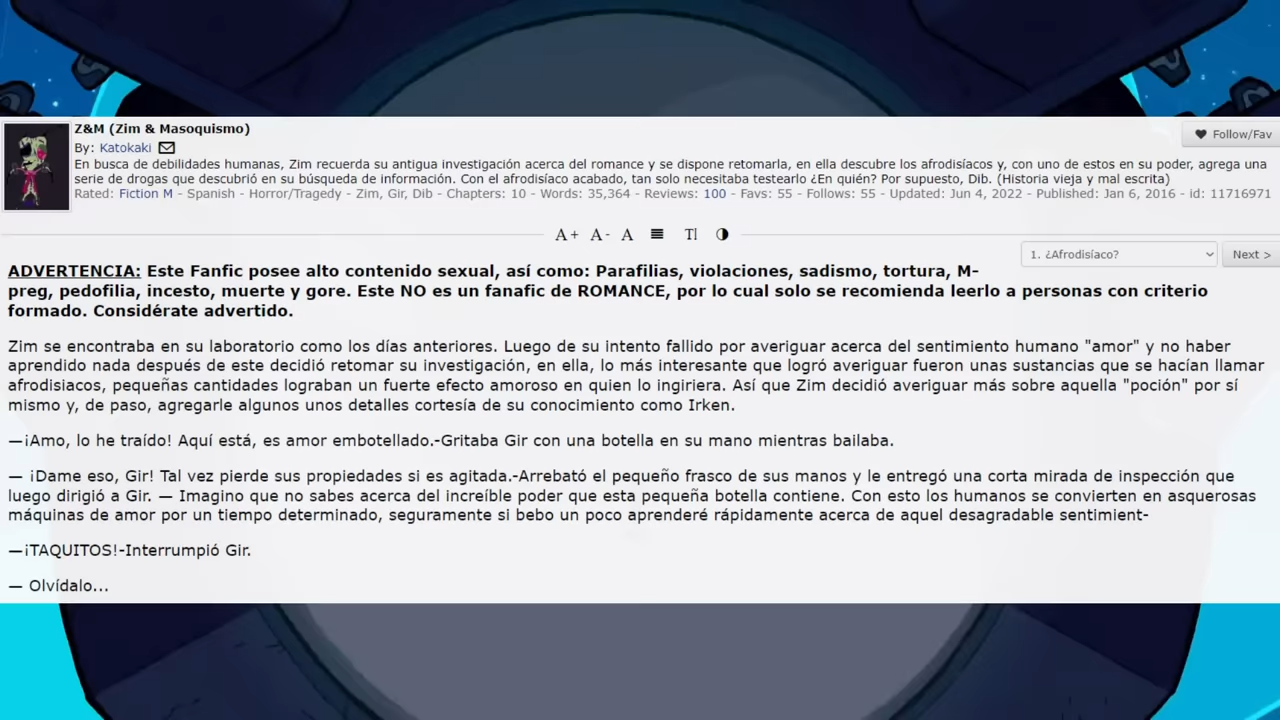 Z&M (Zim & Masoquismo)
Follow/Fav
By: Katokaki
En busca de debilidades humanas, Zim recuerda su antigua investigación acerca del romance y se dispone retomarla, en ella descubre los afrodisíacos y, con uno de estos en su poder, agrega una
serie de drogas que descubrió en su búsqueda de información. Con el afrodisíaco acabado, tan solo necesitaba testearlo ¿En quién? Por supuesto, Dib. (Historia vieja y mal escrita)
Rated: Fiction M - Spanish - Horror/Tragedy - Zim, Gir, Dib - Chapters: 10 - Words: 35,364 - Reviews: 100 - Favs: 55 - Follows: 55 - Updated: Jun 4, 2022 - Published: Jan 6, 2016 - id: 11716971
A+ A- A T|
1. ¿Afrodisíaco? Next >
ADVERTENCIA: Este Fanfic posee alto contenido sexual, así como: Parafilias, violaciones, sadismo, tortura, M-
preg, pedofilia, incesto, muerte y gore. Este NO es un fanafic de ROMANCE, por lo cual solo se recomienda leerlo a personas con criterio
formado. Considérate advertido.
Zim se encontraba en su laboratorio como los días anteriores. Luego de su intento fallido por averiguar acerca del sentimiento humano "amor" y no haber
aprendido nada después de este decidió retomar su investigación, en ella, lo más interesante que logró averiguar fueron unas sustancias que se hacían llamar
afrodisiacos, pequeñas cantidades lograban un fuerte efecto amoroso en quien lo ingiriera. Así que Zim decidió averiguar más sobre aquella "poción" por sí
mismo y, de paso, agregarle algunos unos detalles cortesía de su conocimiento como Irken.
—¡Amo, lo he traído! Aquí está, es amor embotellado.-Gritaba Gir con una botella en su mano mientras bailaba.
— ¡Dame eso, Gir! Tal vez pierde sus propiedades si es agitada.-Arrebató el pequeño frasco de sus manos y le entregó una corta mirada de inspección que
luego dirigió a Gir. — Imagino que no sabes acerca del increíble poder que esta pequeña botella contiene. Con esto los humanos se convierten en asquerosas
máquinas de amor por un tiempo determinado, seguramente si bebo un poco aprenderé rápidamente acerca de aquel desagradable sentimient-
—¡TAQUITOS!-Interrumpió Gir.
— Olvídalo...